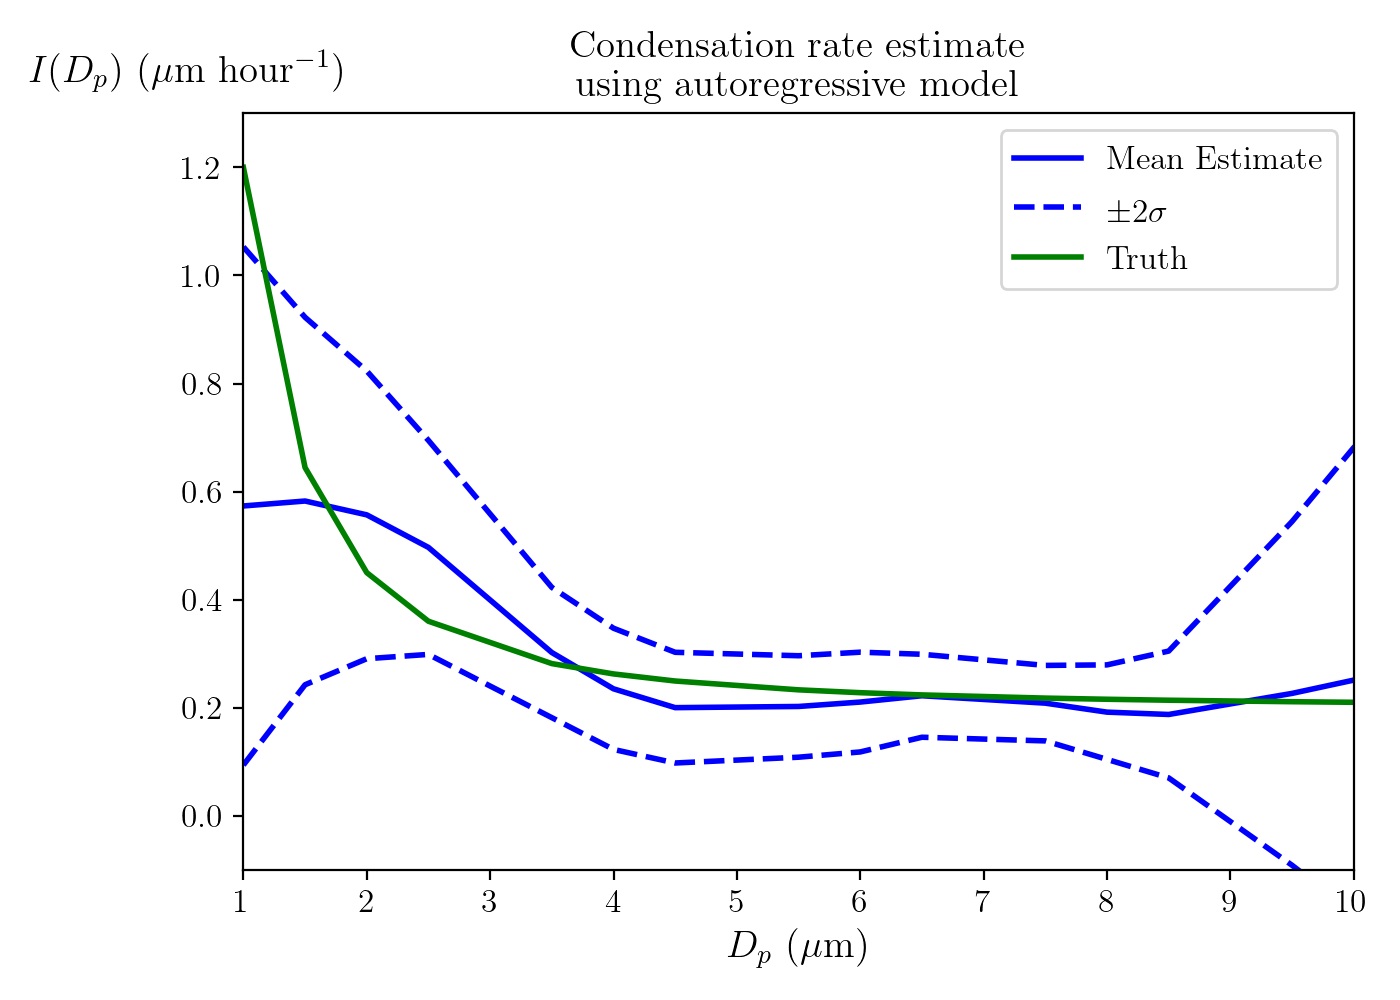 Condensation rate estimate
using autoregressive model
I(D_p) (μm hour⁻¹)
Mean Estimate
±2σ
Truth
1.2
1.0
0.8
0.6
0.4
0.2
0.0
1 2 3 4 5 6 7 8 9 10
D_p (μm)